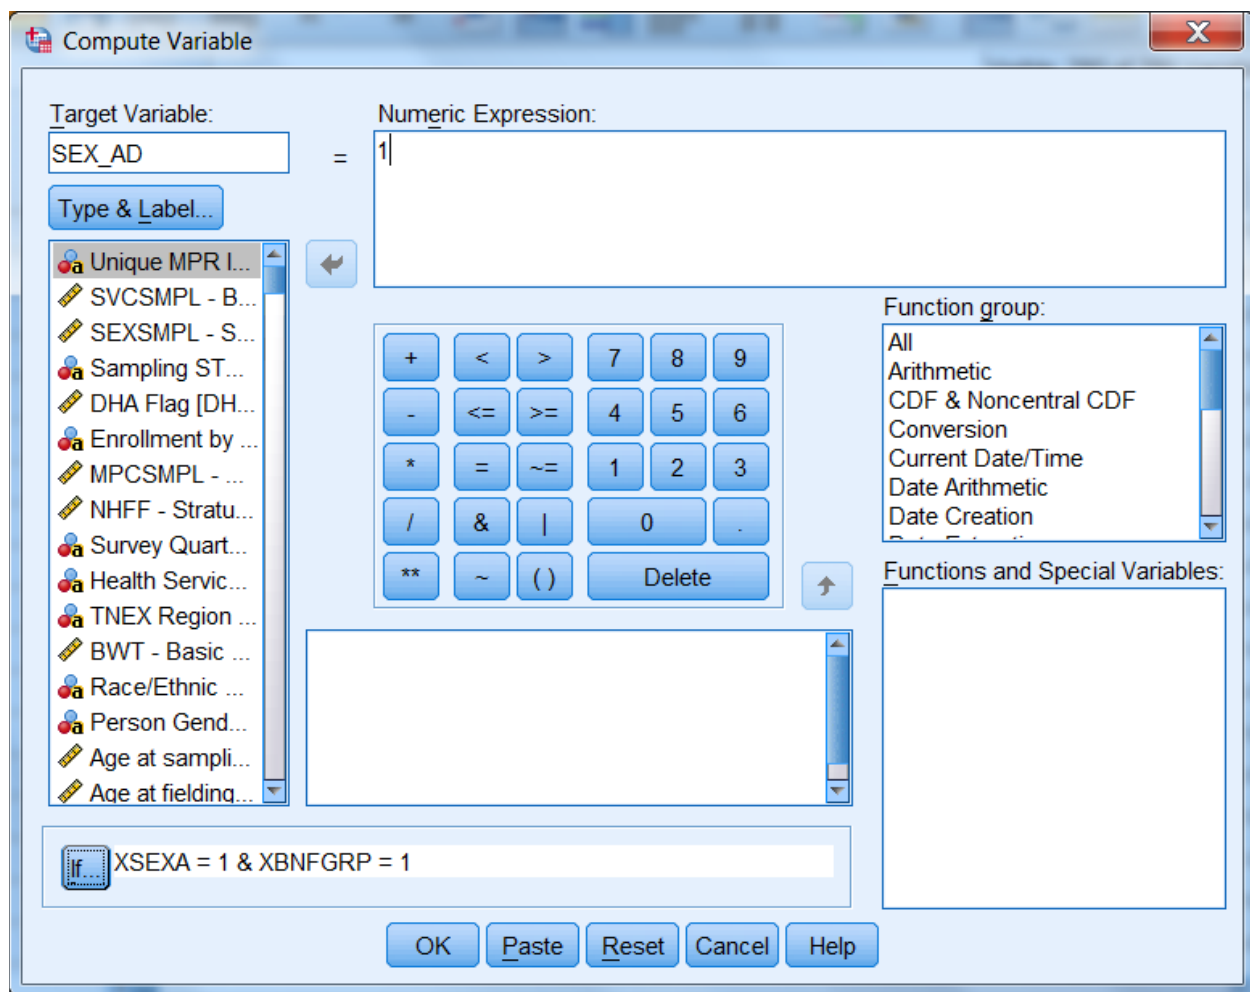 Compute Variable
Target Variable:
SEX_AD
=
Numeric Expression:
1
Type & Label...
Unique MPR I...
SVCSMPL - B...
SEXSMPL - S...
Sampling ST...
DHA Flag [DH...
Enrollment by ...
MPCSMPL - ...
NHFF - Stratu...
Survey Quart...
Health Servic...
TNEX Region ...
BWT - Basic ...
Race/Ethnic ...
Person Gend...
Age at sampli...
Age at fielding...
+ < > 7 8 9
- <= >= 4 5 6
* = ~= 1 2 3
/ & | 0 .
** ~ ( ) Delete
Function group:
All
Arithmetic
CDF & Noncentral CDF
Conversion
Current Date/Time
Date Arithmetic
Date Creation
Functions and Special Variables:
If... XSEXA = 1 & XBNFGRP = 1
OK Paste Reset Cancel Help